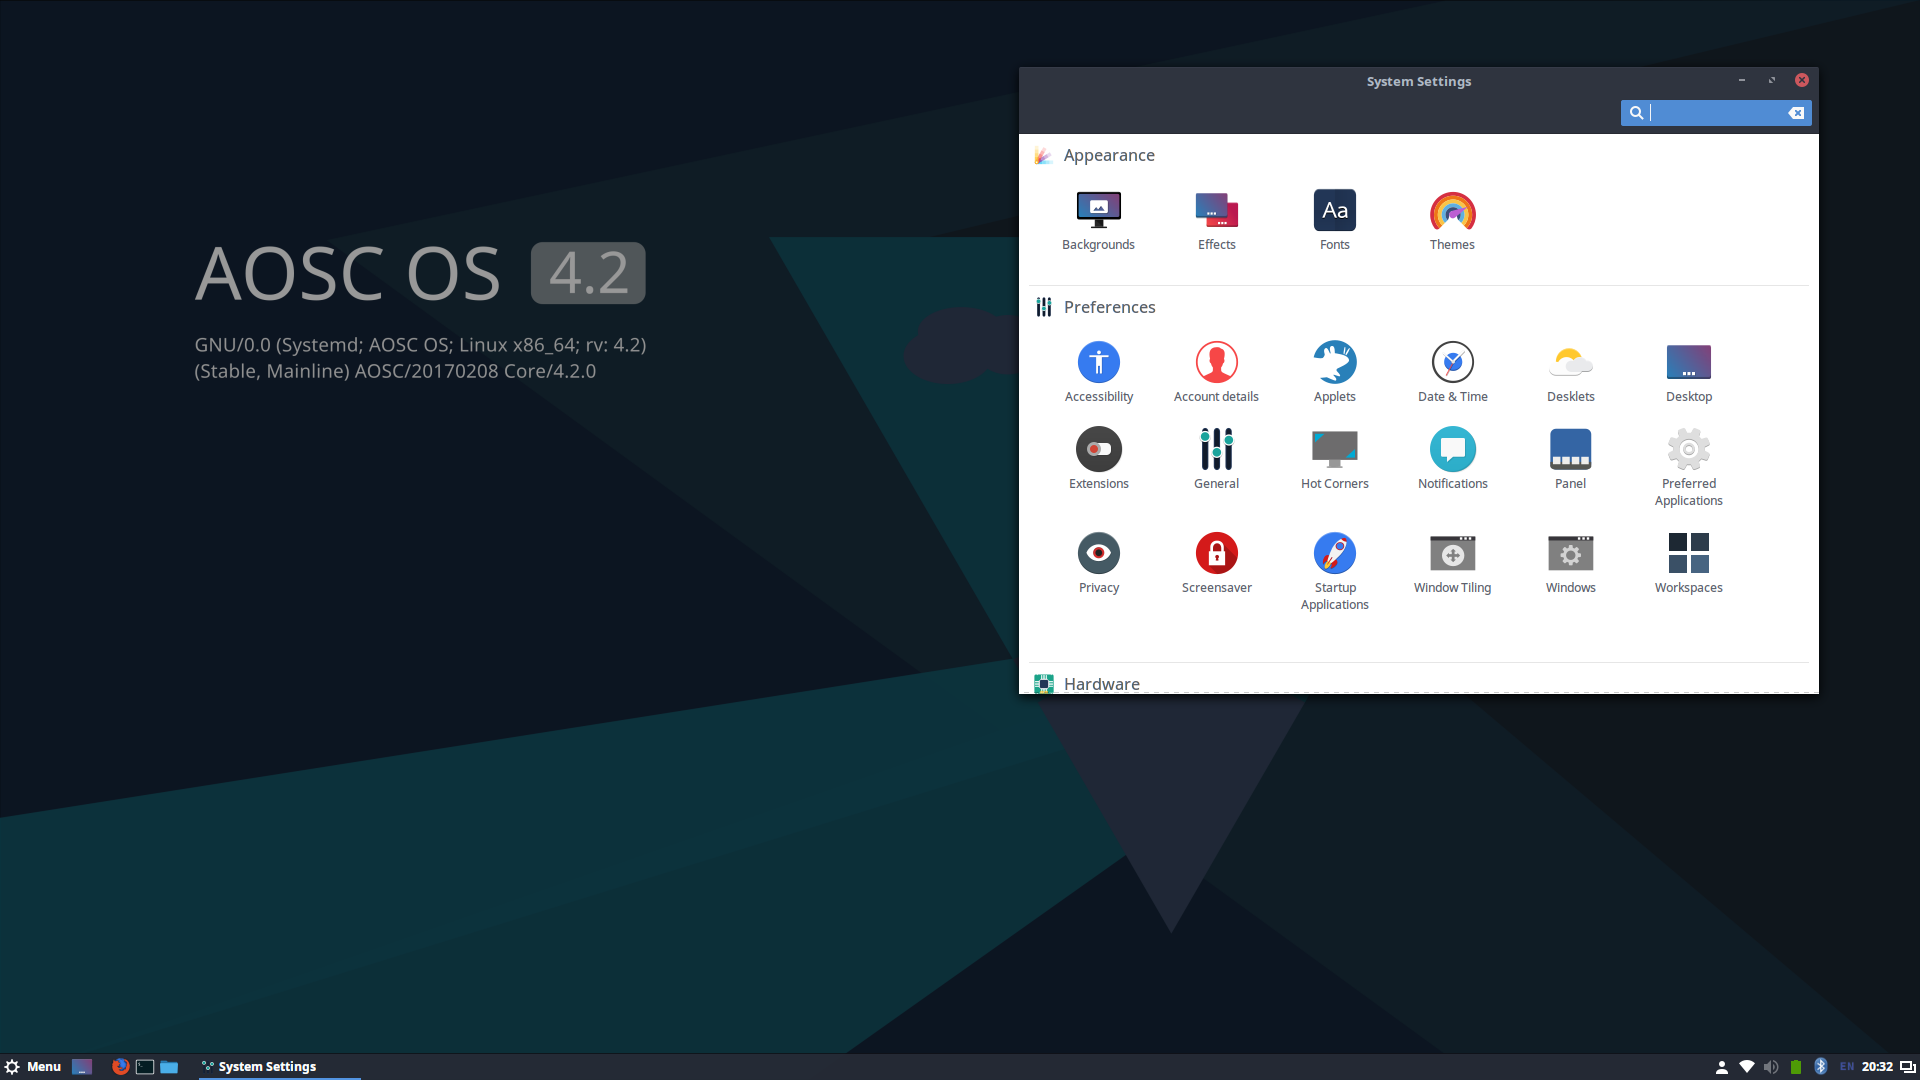 System Settings
Appearance
Backgrounds
Effects
Aa
Fonts
Themes
AOSC OS 4.2
GNU/0.0 (Systemd; AOSC OS; Linux x86_64; rv: 4.2)
(Stable, Mainline) AOSC/20170208 Core/4.2.0
Preferences
Accessibility
Account details
Applets
Date & Time
Desklets
Desktop
Extensions
General
Hot Corners
Notifications
Panel
Preferred
Applications
Privacy
Screensaver
Startup
Applications
Window Tiling
Windows
Workspaces
Hardware
Menu
System Settings
EN
20:32